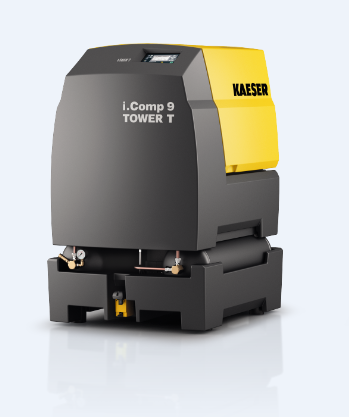 KAESER
i.Comp 9
TOWER T